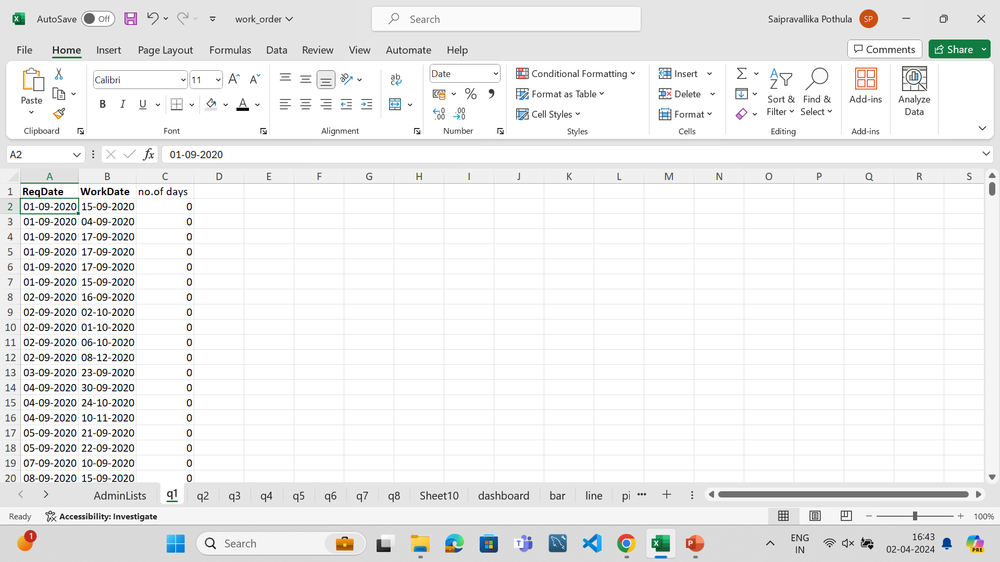 AutoSave Off work_order Search Saipravallika Pothula SP
File Home Insert Page Layout Formulas Data Review View Automate Help Comments Share
Paste Calibri 11 B I U Date Conditional Formatting Format as Table Cell Styles Insert Delete Format Sort & Filter Find & Select Add-ins Analyze Data
Clipboard Font Alignment Number Styles Cells Editing Add-ins
A2 fx 01-09-2020
A B C D E F G H I J K L M N O P Q R S
1 ReqDate WorkDate no.of days
2 01-09-2020 15-09-2020 0
3 01-09-2020 04-09-2020 0
4 01-09-2020 17-09-2020 0
5 01-09-2020 17-09-2020 0
6 01-09-2020 17-09-2020 0
7 01-09-2020 15-09-2020 0
8 02-09-2020 16-09-2020 0
9 02-09-2020 02-10-2020 0
10 02-09-2020 01-10-2020 0
11 02-09-2020 06-10-2020 0
12 02-09-2020 08-12-2020 0
13 03-09-2020 23-09-2020 0
14 04-09-2020 30-09-2020 0
15 04-09-2020 24-10-2020 0
16 04-09-2020 10-11-2020 0
17 05-09-2020 21-09-2020 0
18 05-09-2020 22-09-2020 0
19 07-09-2020 10-09-2020 0
20 08-09-2020 15-09-2020 0
AdminLists q1 q2 q3 q4 q5 q6 q7 q8 Sheet10 dashboard bar line pi
Ready Accessibility: Investigate 100%
1 Search ENG IN 16:43 02-04-2024 PRE